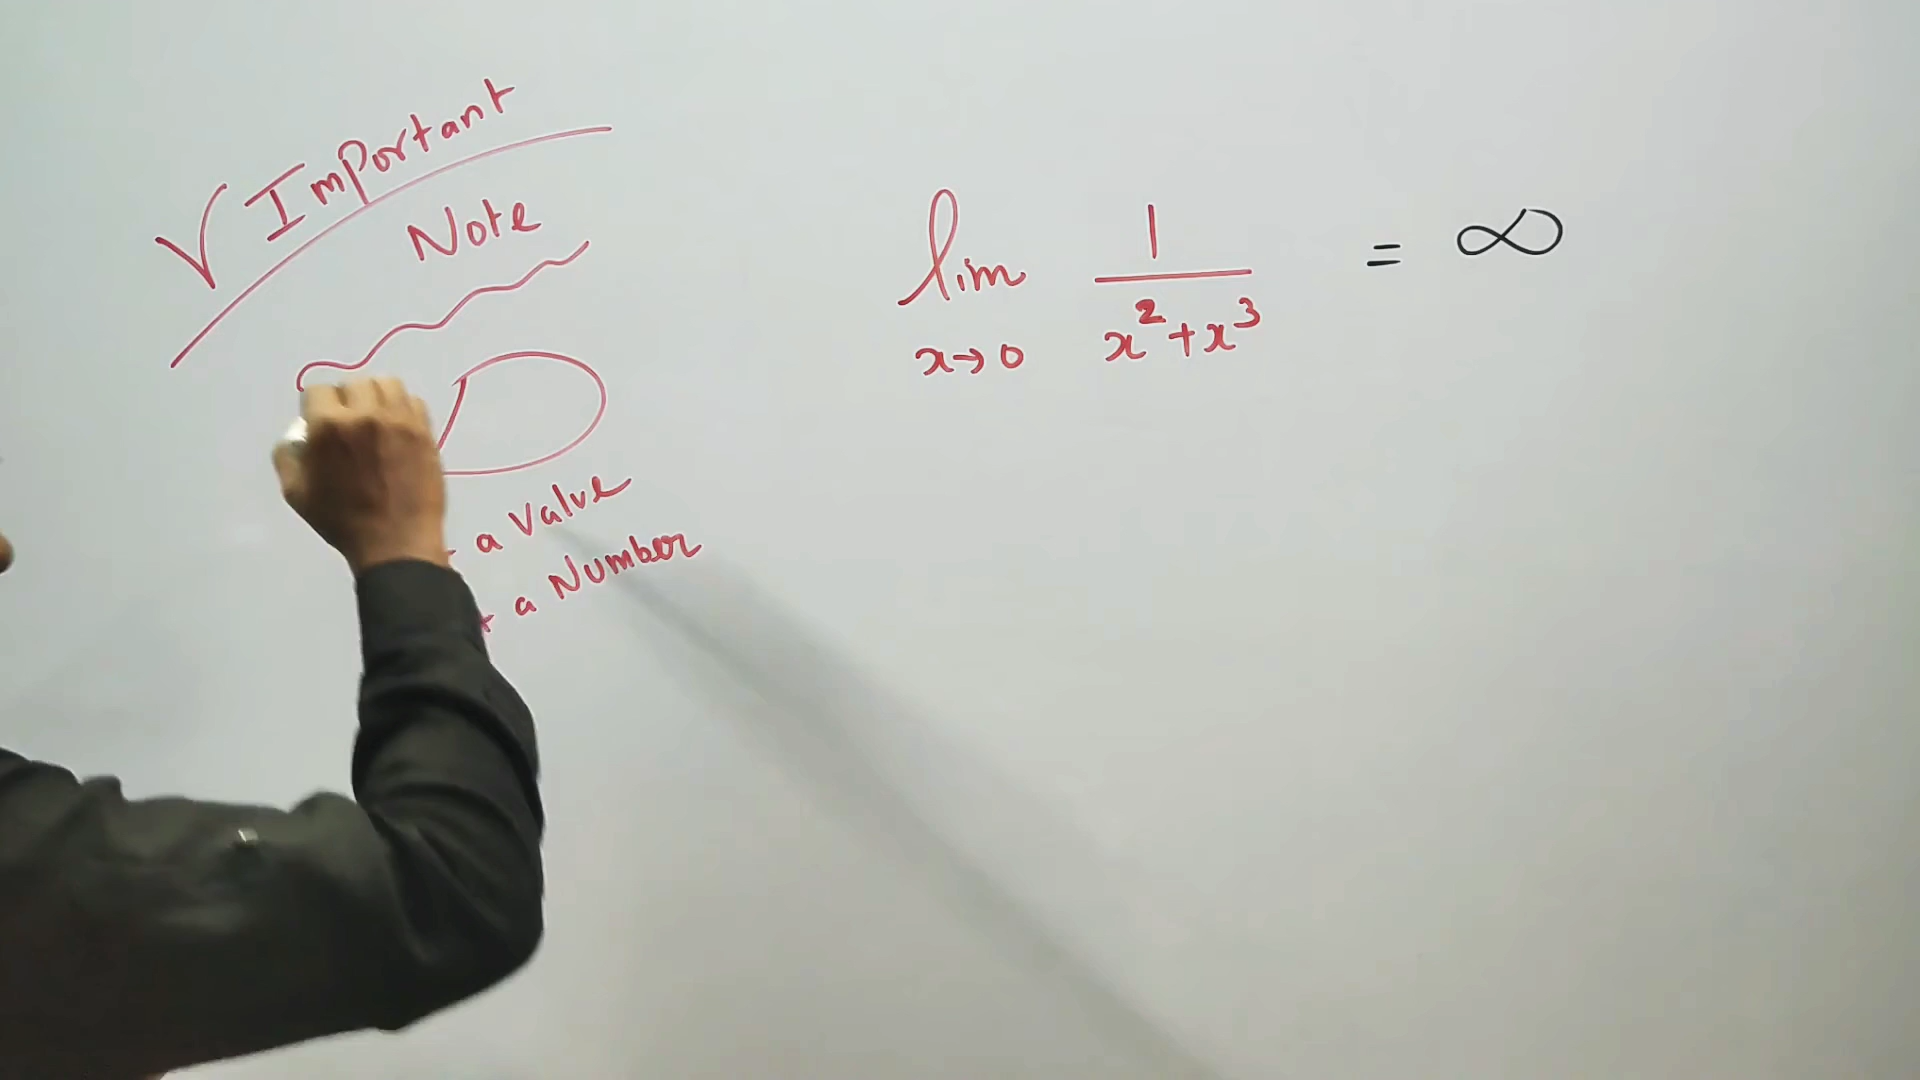 ✓ Important
Note
a Value
a Number
lim x→0 1/(x²+x³) = ∞